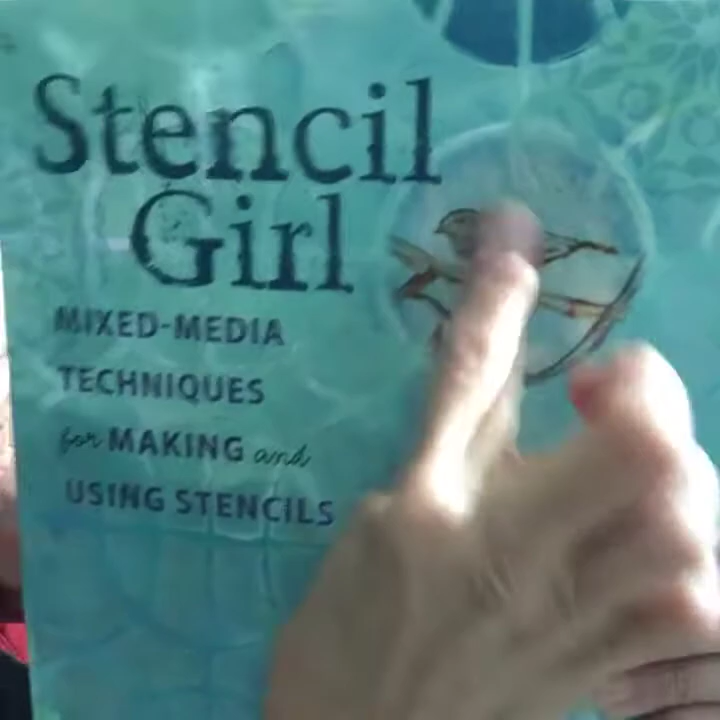 Stencil
Girl
MIXED-MEDIA
TECHNIQUES
for MAKING and
USING STENCILS